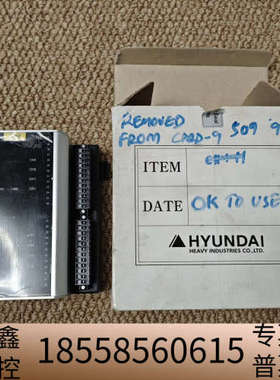 REMOVED
FROM CARD-9 509 9
ITEM
DATE OK TO USE
HYUNDAI
HEAVY INDUSTRIES CO.,LTD.
鑫
控
18558560615
专
普